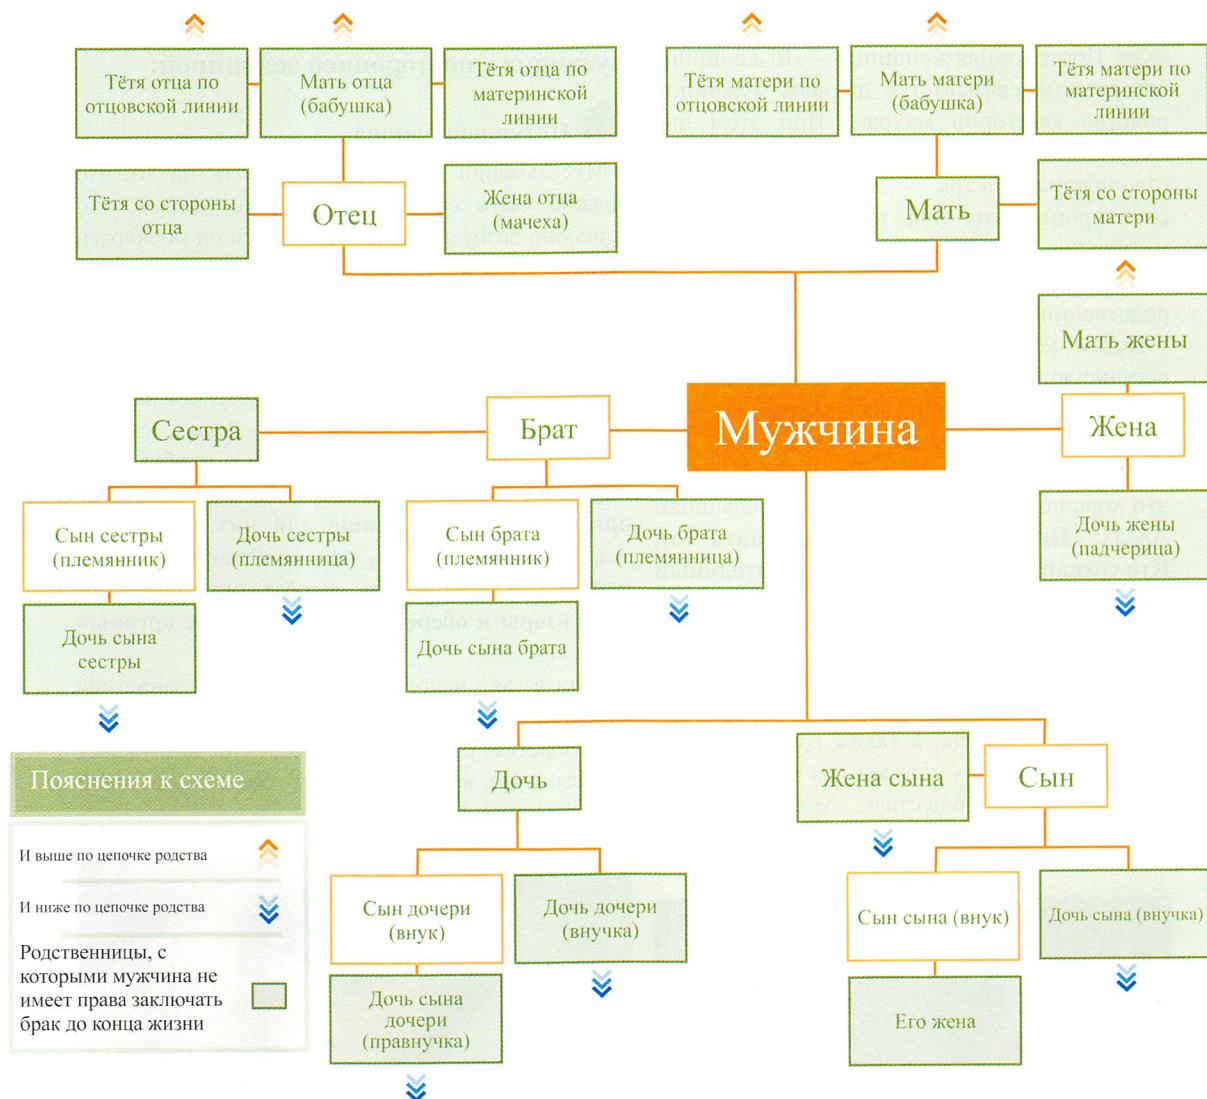 Тётя отца по
отцовской линии
Мать отца
(бабушка)
Тётя отца по
материнской
линии
Тётя матери по
отцовской линии
Мать матери
(бабушка)
Тётя матери по
материнской
линии
Тётя со стороны
отца
Отец
Жена отца
(мачеха)
Мать
Тётя со стороны
матери
Мать жены
Сестра
Брат
Мужчина
Жена
Сын сестры
(племянник)
Дочь сестры
(племянница)
Сын брата
(племянник)
Дочь брата
(племянница)
Дочь жены
(падчерица)
Дочь сына
сестры
Дочь сына брата
Дочь
Жена сына
Сын
Сын дочери
(внук)
Дочь дочери
(внучка)
Сын сына (внук)
Дочь сына (внучка)
Дочь сына
дочери
(правнучка)
Его жена
Пояснения к схеме
И выше по цепочке родства
И ниже по цепочке родства
Родственницы, с
которыми мужчина не
имеет права заключать
брак до конца жизни